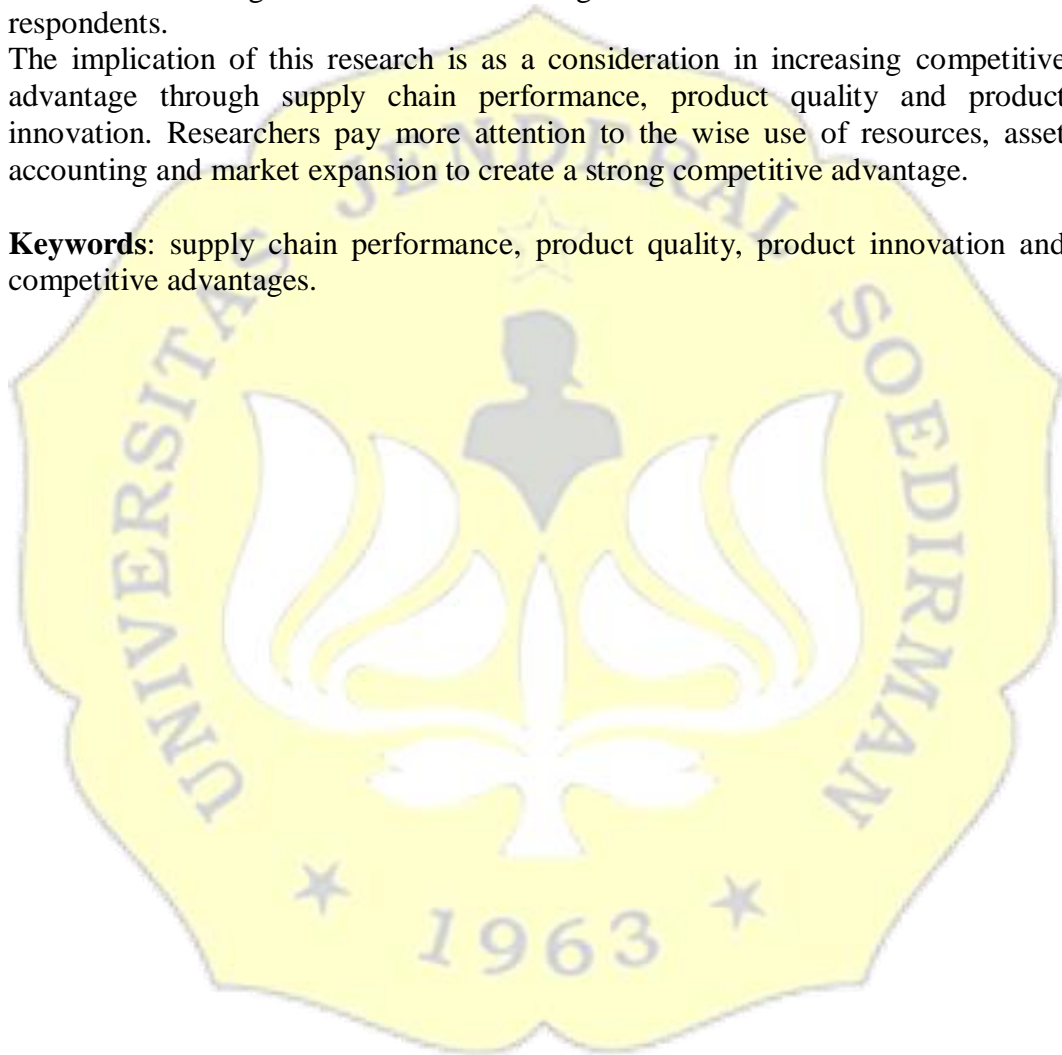 respondents.
The implication of this research is as a consideration in increasing competitive
advantage through supply chain performance, product quality and product
innovation. Researchers pay more attention to the wise use of resources, asset
accounting and market expansion to create a strong competitive advantage.
Keywords: supply chain performance, product quality, product innovation and
competitive advantages.
UNIVERSITAS JENDERAL SOEDIRMAN
1963